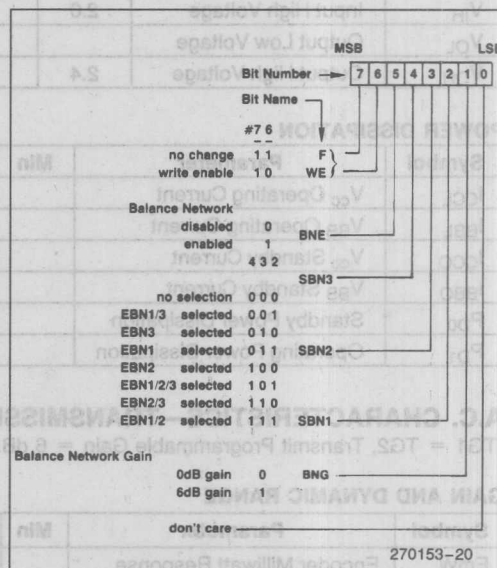 MSB LSB
Bit Number 7 6 5 4 3 2 1 0
Bit Name
#7 6
no change 1 1 F
write enable 1 0 WE
Balance Network
disabled 0
enabled 1 BNE
4 3 2
SBN3
no selection 0 0 0
EBN1/3 selected 0 0 1
EBN3 selected 0 1 0
EBN1 selected 0 1 1 SBN2
EBN2 selected 1 0 0
EBN1/2/3 selected 1 0 1
EBN2/3 selected 1 1 0
EBN1/2 selected 1 1 1 SBN1
Balance Network Gain
0dB gain 0 BNG
6dB gain 1
don't care
270153–20